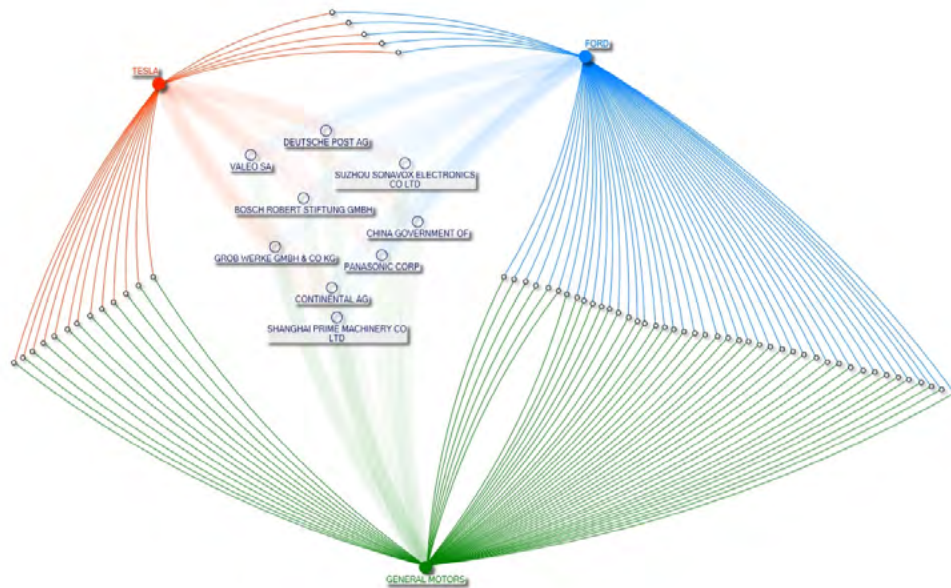 FORD
TESLA
DEUTSCHE POST AG
VALEO SA
SUZHOU SONAVOX ELECTRONICS
CO LTD
BOSCH ROBERT STIFTUNG GMBH
CHINA GOVERNMENT OF
GROB WERKE GMBH & CO KG
PANASONIC CORP
CONTINENTAL AG
SHANGHAI PRIME MACHINERY CO
LTD
GENERAL MOTORS